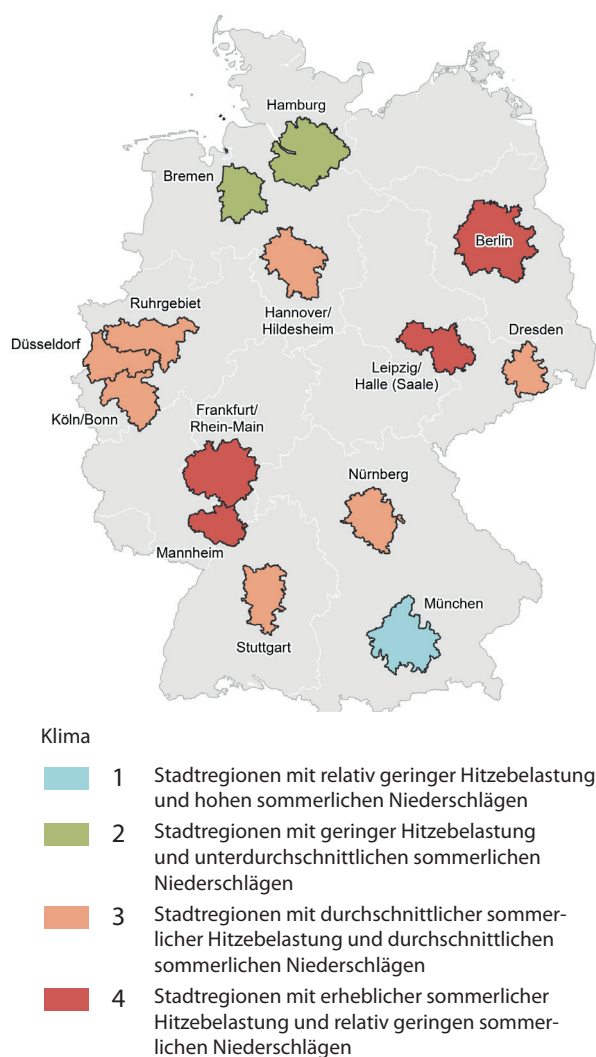 Hamburg
Bremen
Berlin
Hannover/
Hildesheim
Ruhrgebiet
Düsseldorf
Dresden
Leipzig/
Halle (Saale)
Köln/Bonn
Frankfurt/
Rhein-Main
Nürnberg
Mannheim
München
Stuttgart
Klima
1 Stadtregionen mit relativ geringer Hitzebelastung
und hohen sommerlichen Niederschlägen
2 Stadtregionen mit geringer Hitzebelastung
und unterdurchschnittlichen sommerlichen
Niederschlägen
3 Stadtregionen mit durchschnittlicher sommer-
licher Hitzebelastung und durchschnittlichen
sommerlichen Niederschlägen
4 Stadtregionen mit erheblicher sommerlicher
Hitzebelastung und relativ geringen sommer-
lichen Niederschlägen